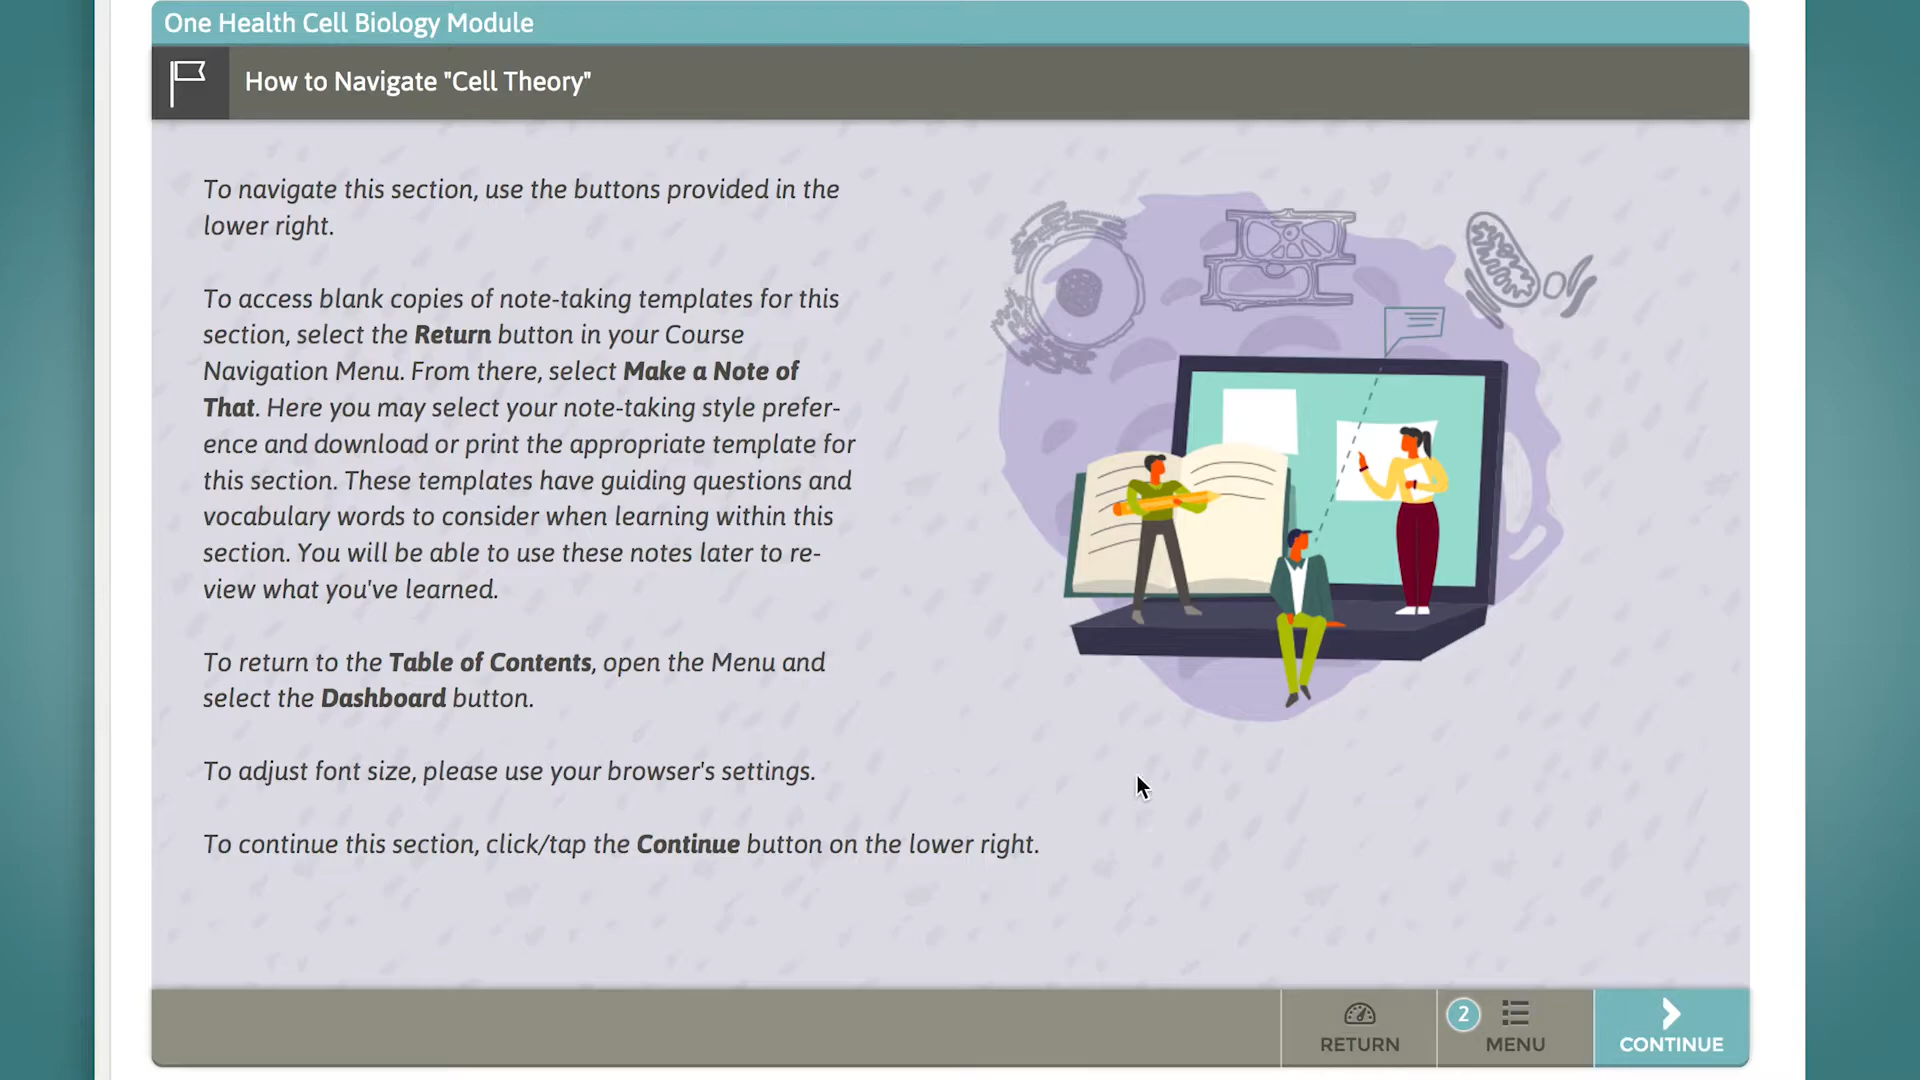 One Health Cell Biology Module
How to Navigate "Cell Theory"
To navigate this section, use the buttons provided in the
lower right.
To access blank copies of note-taking templates for this
section, select the Return button in your Course
Navigation Menu. From there, select Make a Note of
That. Here you may select your note-taking style prefer-
ence and download or print the appropriate template for
this section. These templates have guiding questions and
vocabulary words to consider when learning within this
section. You will be able to use these notes later to re-
view what you've learned.
To return to the Table of Contents, open the Menu and
select the Dashboard button.
To adjust font size, please use your browser's settings.
To continue this section, click/tap the Continue button on the lower right.
RETURN
2
MENU
CONTINUE